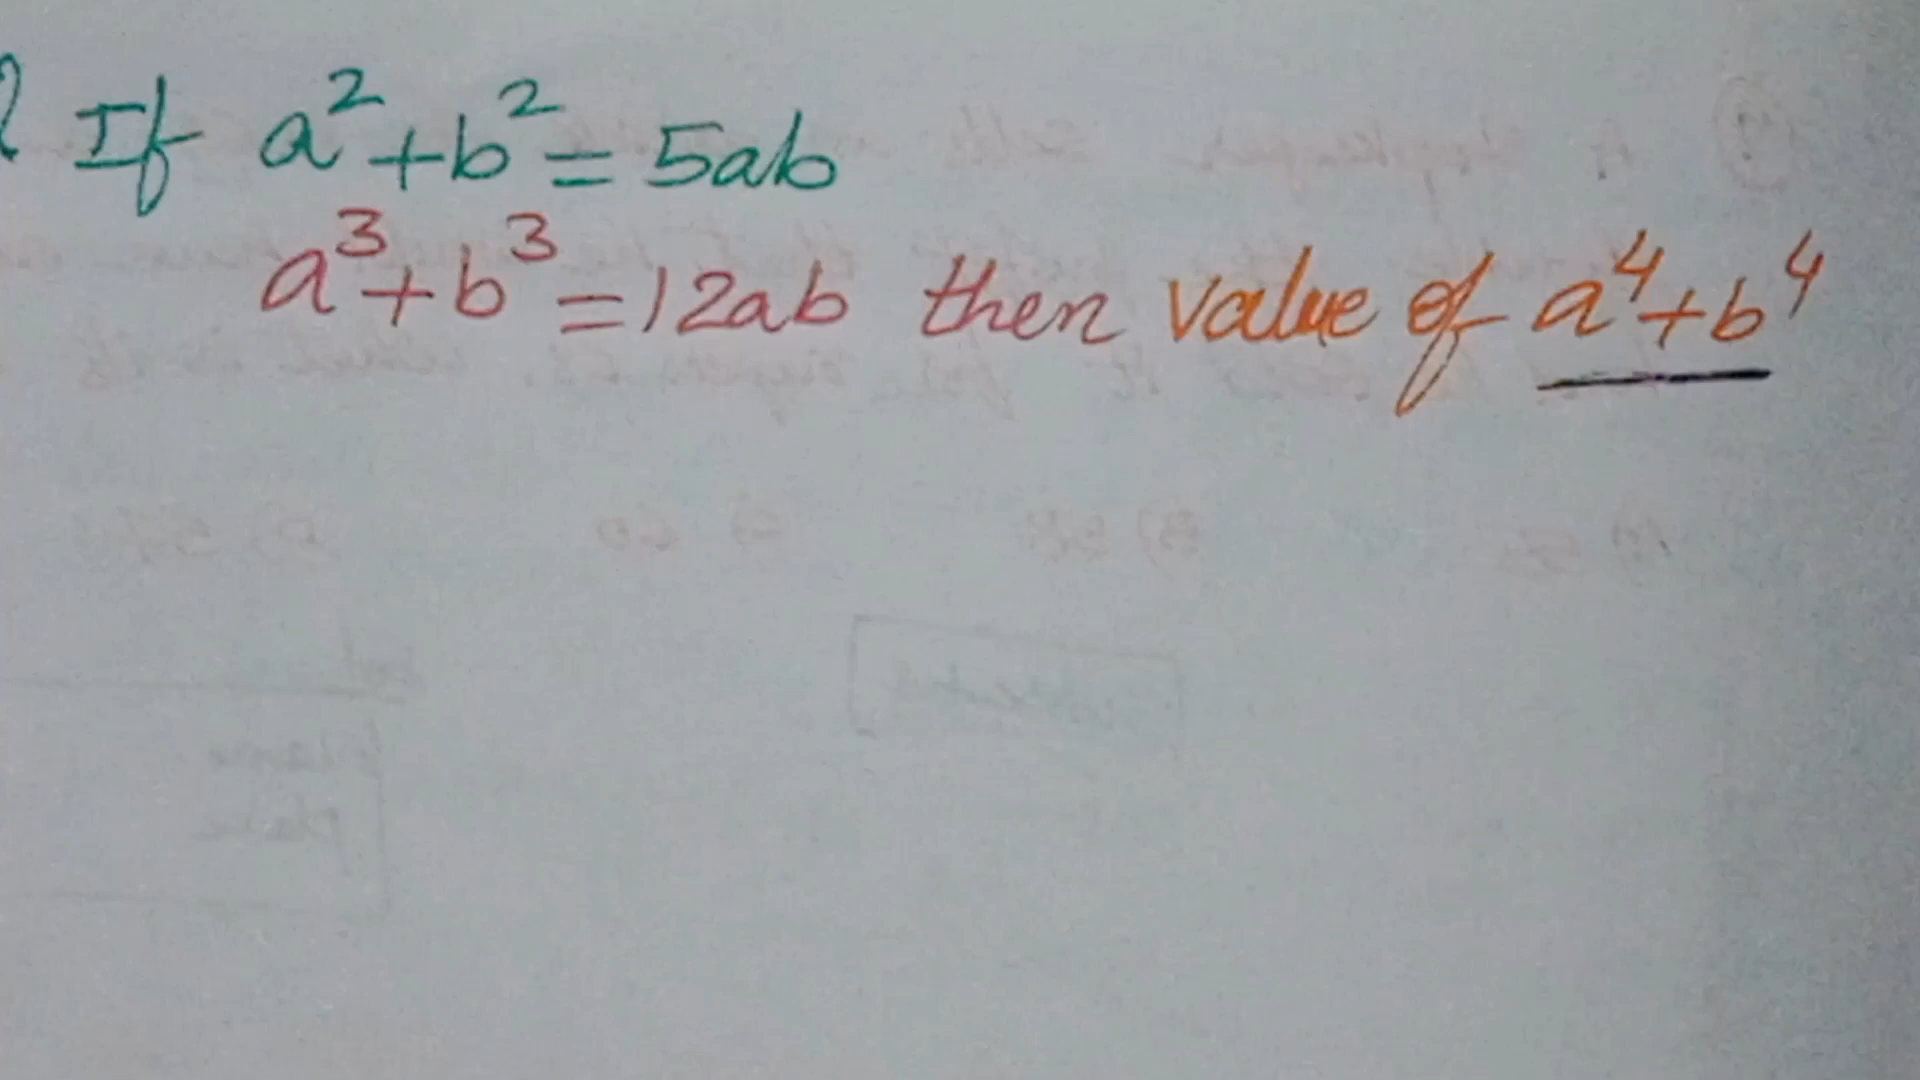 If a² + b² = 5ab
a³ + b³ = 12ab then value of a⁴ + b⁴